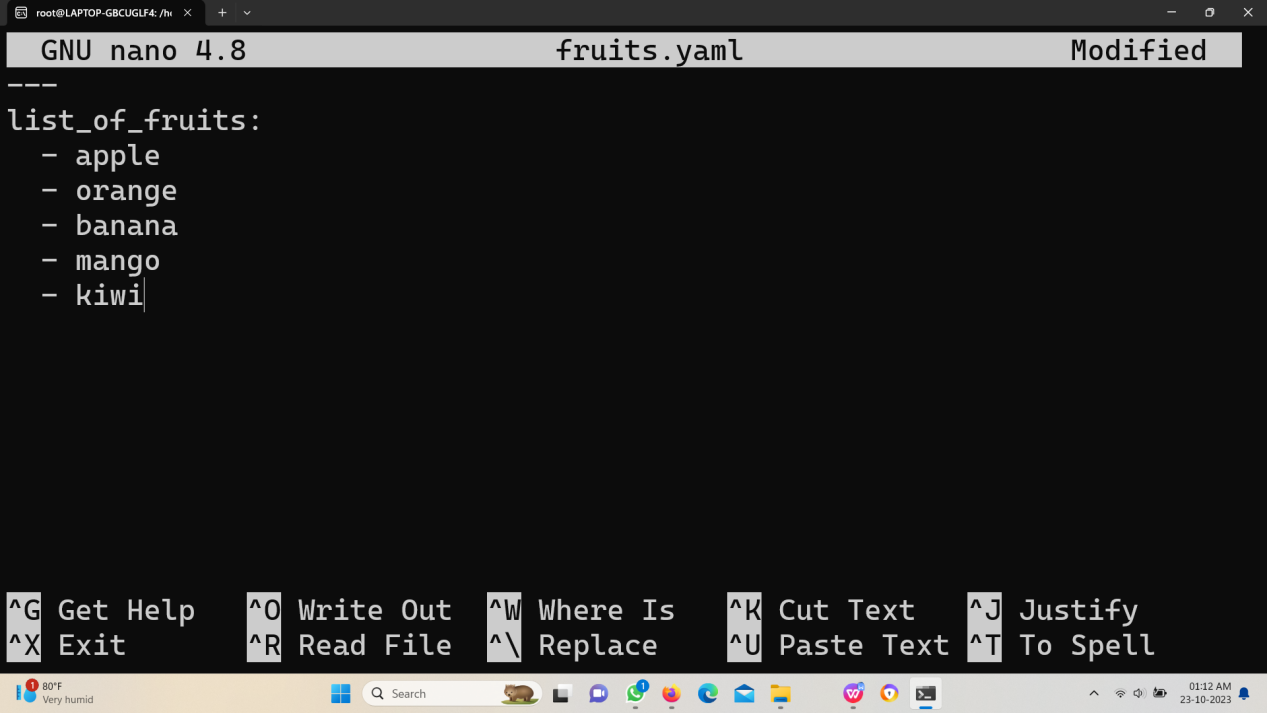 root@LAPTOP-GBCUGLF4: /h
GNU nano 4.8 fruits.yaml Modified
---
list_of_fruits:
- apple
- orange
- banana
- mango
- kiwi
^G Get Help ^O Write Out ^W Where Is ^K Cut Text ^J Justify
^X Exit ^R Read File ^\ Replace ^U Paste Text ^T To Spell
1 80°F
Very humid
Search
1
01:12 AM
23-10-2023